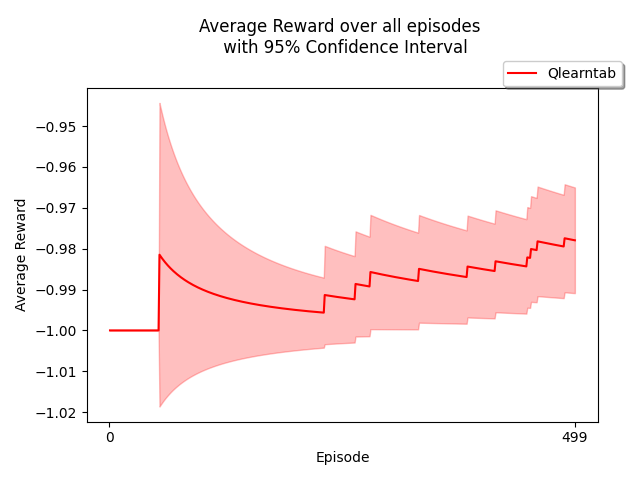 Average Reward over all episodes
with 95% Confidence Interval
Qlearntab
−0.95
−0.96
−0.97
−0.98
−0.99
−1.00
−1.01
−1.02
Average Reward
0
499
Episode